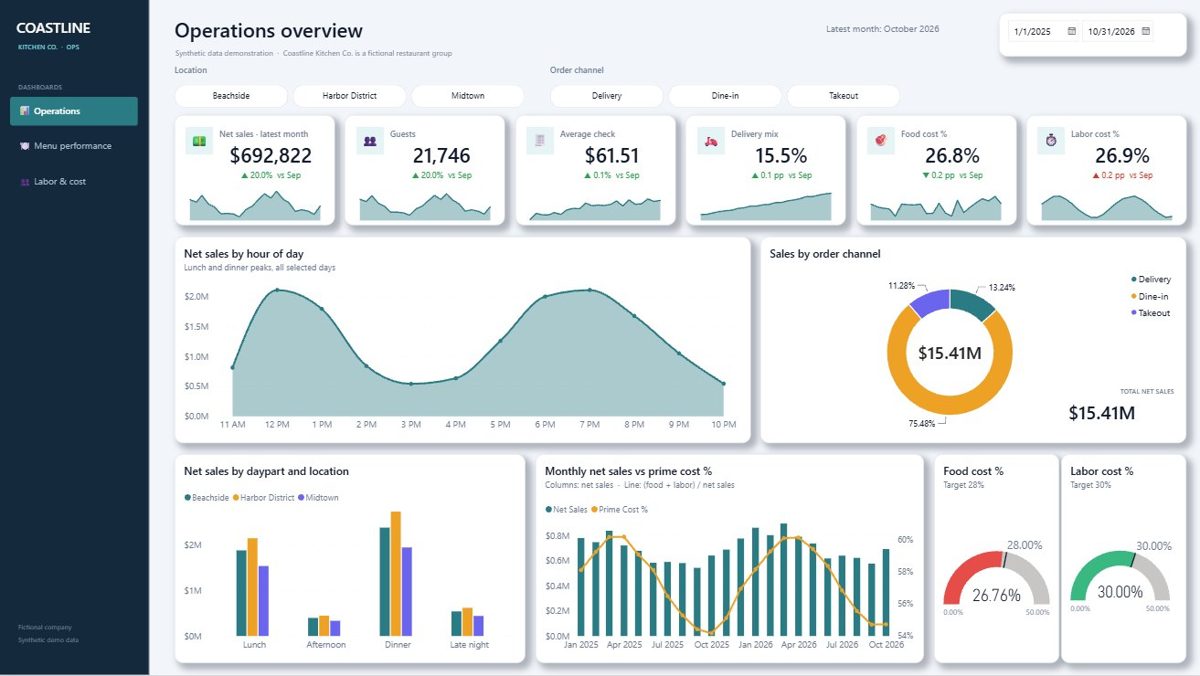 COASTLINE
KITCHEN CO. · OPS
DASHBOARDS
Operations
Menu performance
Labor & cost
Fictional company
Synthetic demo data
Operations overview
Synthetic data demonstration · Coastline Kitchen Co. is a fictional restaurant group
Latest month: October 2026
1/1/2025 10/31/2026
Location
Beachside Harbor District Midtown
Order channel
Delivery Dine-in Takeout
Net sales · latest month
$692,822
▲ 20.0% vs Sep
Guests
21,746
▲ 20.0% vs Sep
Average check
$61.51
▲ 0.1% vs Sep
Delivery mix
15.5%
▲ 0.1 pp vs Sep
Food cost %
26.8%
▼ 0.2 pp vs Sep
Labor cost %
26.9%
▲ 0.2 pp vs Sep
Net sales by hour of day
Lunch and dinner peaks, all selected days
$2.0M
$1.5M
$1.0M
$0.5M
$0.0M
11 AM 12 PM 1 PM 2 PM 3 PM 4 PM 5 PM 6 PM 7 PM 8 PM 9 PM 10 PM
Sales by order channel
11.28%
13.24%
75.48%
$15.41M
Delivery
Dine-in
Takeout
TOTAL NET SALES
$15.41M
Net sales by daypart and location
Beachside Harbor District Midtown
$2M
$1M
$0M
Lunch Afternoon Dinner Late night
Monthly net sales vs prime cost %
Columns: net sales · Line: (food + labor) / net sales
Net Sales Prime Cost %
$0.8M
$0.6M
$0.4M
$0.2M
$0.0M
60%
58%
56%
54%
Jan 2025 Apr 2025 Jul 2025 Oct 2025 Jan 2026 Apr 2026 Jul 2026 Oct 2026
Food cost %
Target 28%
28.00%
26.76%
0.00% 50.00%
Labor cost %
Target 30%
30.00%
30.00%
0.00% 50.00%